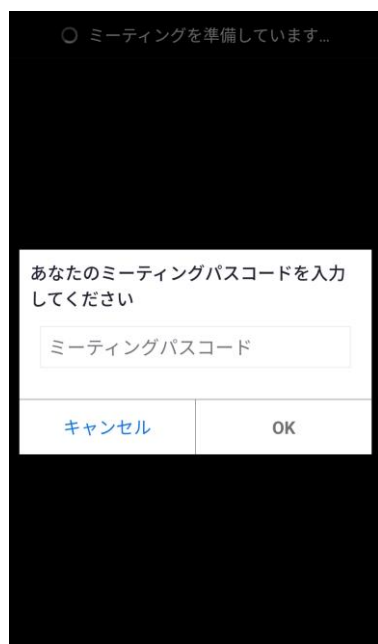 ミーティングを準備しています...
あなたのミーティングパスコードを入力
してください
ミーティングパスコード
キャンセル
OK